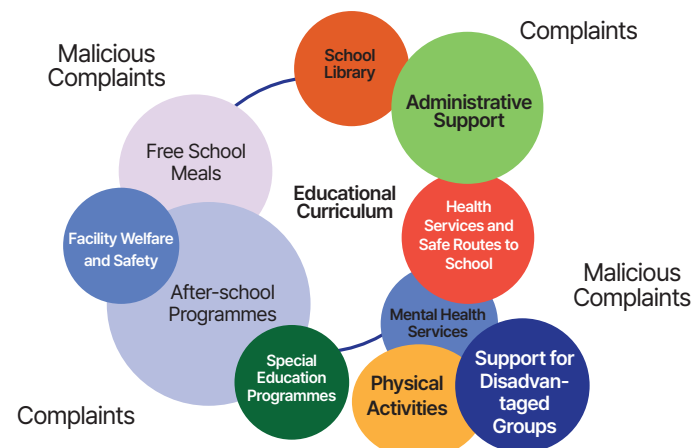 Malicious
Complaints
School
Library
Complaints
Administrative
Support
Free School
Meals
Educational
Curriculum
Health
Services and
Safe Routes to
School
Facility Welfare
and Safety
After-school
Programmes
Malicious
Complaints
Mental Health
Services
Special
Education
Programmes
Physical
Activities
Support for
Disadvan-
taged
Groups
Complaints